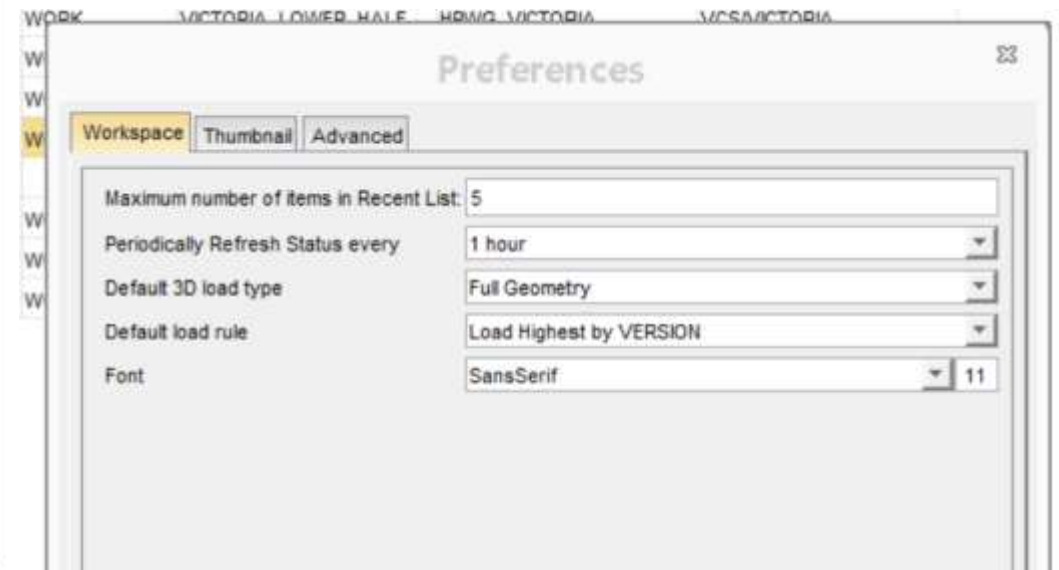 WORK VICTORIA_LOWER_HALF HRWG_VICTORIA VCS/VICTORIA
Preferences
Workspace Thumbnail Advanced
Maximum number of items in Recent List: 5
Periodically Refresh Status every 1 hour
Default 3D load type Full Geometry
Default load rule Load Highest by VERSION
Font SansSerif 11